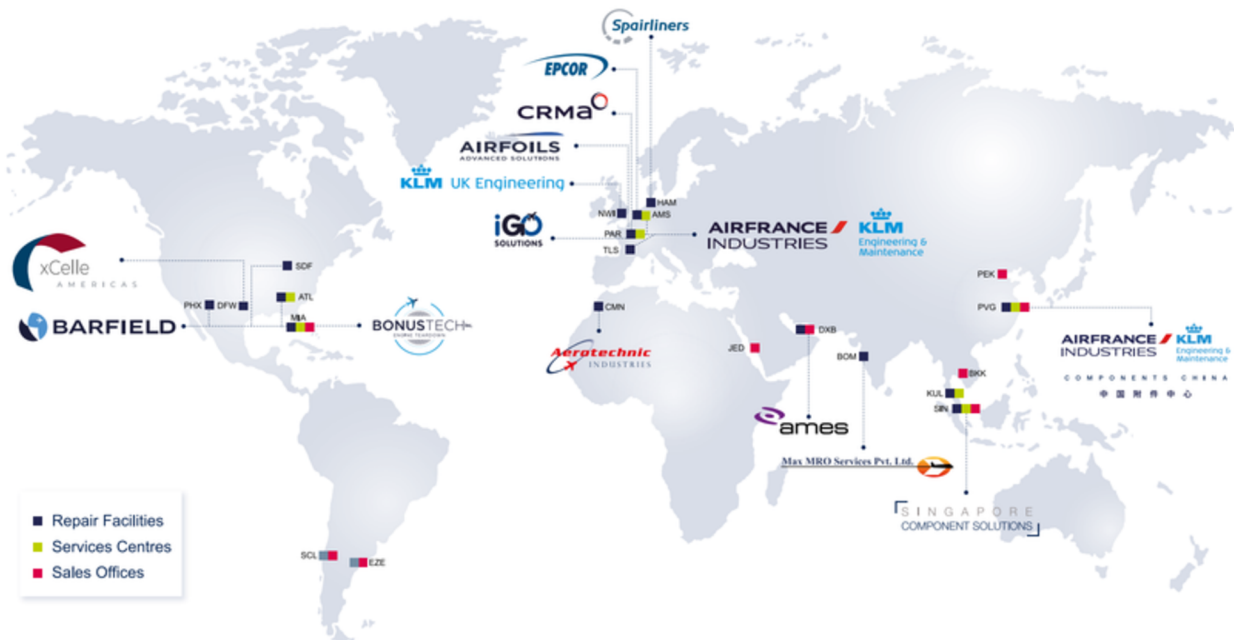 Spairliners
EPCOR
CRMa
AIRFOILS
ADVANCED SOLUTIONS
KLM UK Engineering
iGO
SOLUTIONS
HAM
NWI
AMS
PAR
TLS
AIRFRANCE
INDUSTRIES
KLM
Engineering &
Maintenance
xCelle
AMERICAS
SDF
PHX
DFW
ATL
MIA
BARFIELD
BONUSTECH
ENGINE TEARDOWN
CMN
Aerotechnic
INDUSTRIES
JED
DXB
BOM
PEK
PVG
AIRFRANCE
INDUSTRIES
KLM
Engineering &
Maintenance
COMPONENTS CHINA
中国附件中心
BKK
KUL
SIN
ames
Max MRO Services Pvt. Ltd.
SINGAPORE
COMPONENT SOLUTIONS
Repair Facilities
Services Centres
Sales Offices
SCL
EZE